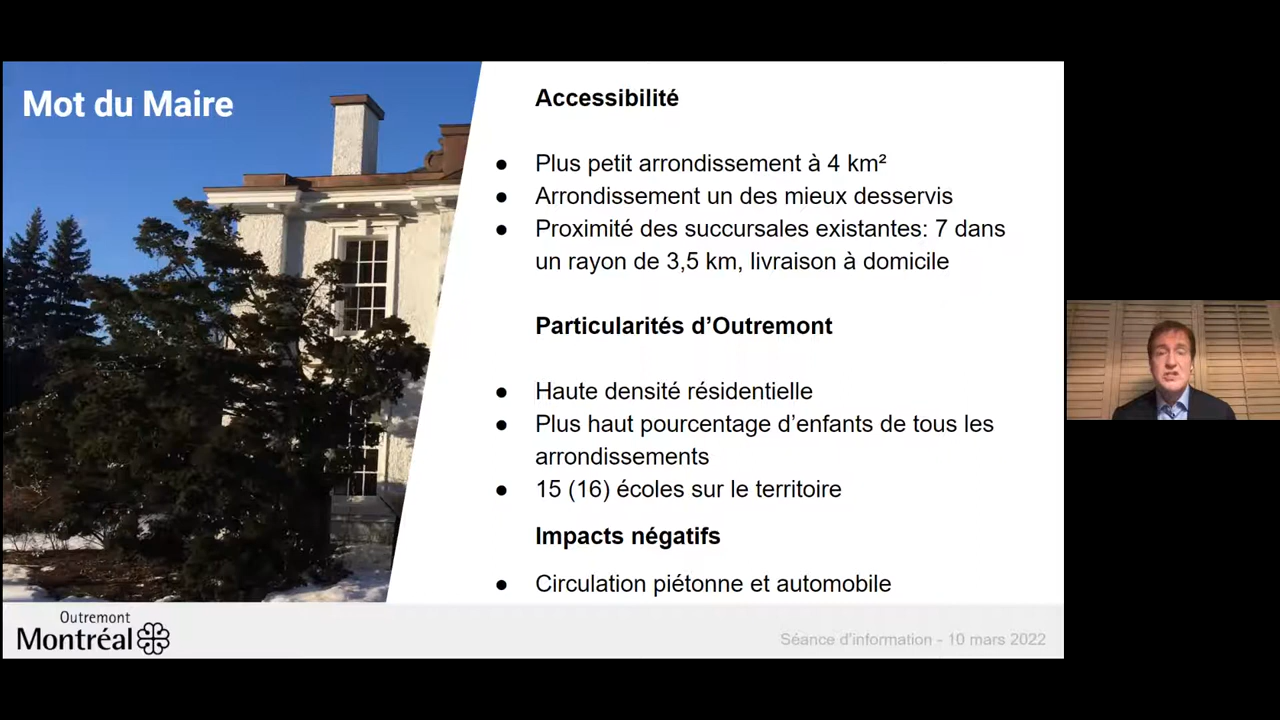 Mot du Maire
Accessibilité
● Plus petit arrondissement à 4 km²
● Arrondissement un des mieux desservis
● Proximité des succursales existantes: 7 dans
un rayon de 3,5 km, livraison à domicile
Particularités d’Outremont
● Haute densité résidentielle
● Plus haut pourcentage d’enfants de tous les
arrondissements
● 15 (16) écoles sur le territoire
Impacts négatifs
● Circulation piétonne et automobile
Outremont
Montréal
Séance d’information - 10 mars 2022